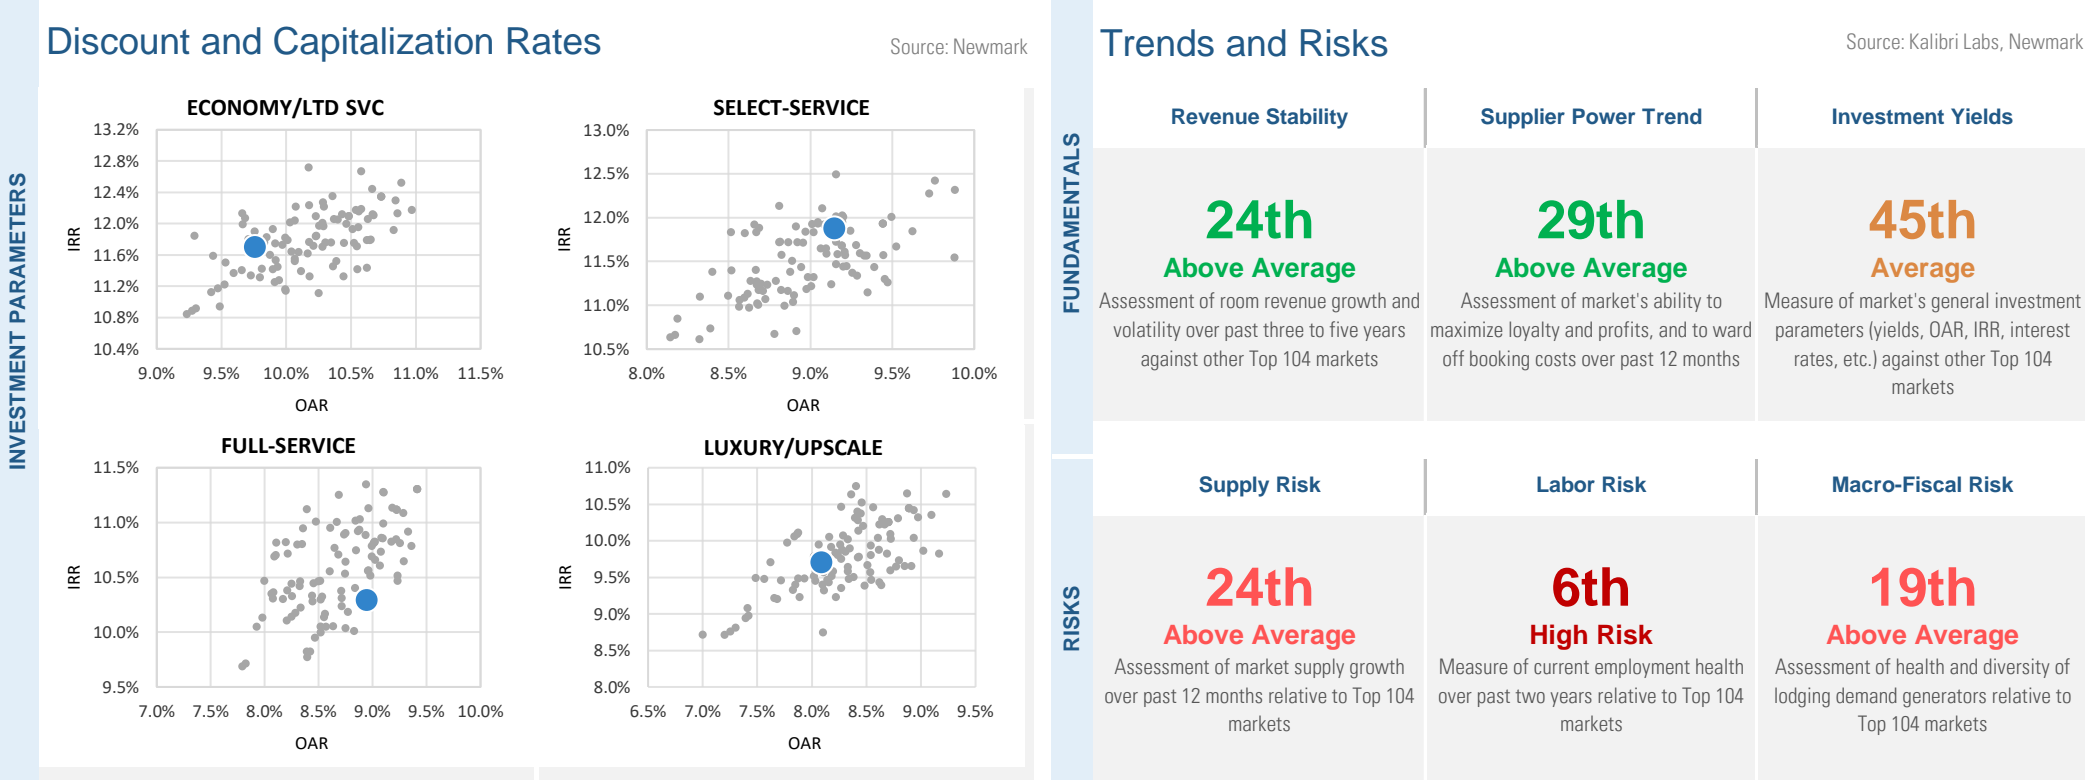 Discount and Capitalization Rates
Source: Newmark
INVESTMENT PARAMETERS
ECONOMY/LTD SVC
IRR
13.2%
12.8%
12.4%
12.0%
11.6%
11.2%
10.8%
10.4%
9.0% 9.5% 10.0% 10.5% 11.0% 11.5%
OAR
SELECT-SERVICE
IRR
13.0%
12.5%
12.0%
11.5%
11.0%
10.5%
8.0% 8.5% 9.0% 9.5% 10.0%
OAR
FULL-SERVICE
IRR
11.5%
11.0%
10.5%
10.0%
9.5%
7.0% 7.5% 8.0% 8.5% 9.0% 9.5% 10.0%
OAR
LUXURY/UPSCALE
IRR
11.0%
10.5%
10.0%
9.5%
9.0%
8.5%
8.0%
6.5% 7.0% 7.5% 8.0% 8.5% 9.0% 9.5%
OAR
Trends and Risks
Source: Kalibri Labs, Newmark
FUNDAMENTALS
Revenue Stability
24th
Above Average
Assessment of room revenue growth and
volatility over past three to five years
against other Top 104 markets
Supplier Power Trend
29th
Above Average
Assessment of market's ability to
maximize loyalty and profits, and to ward
off booking costs over past 12 months
Investment Yields
45th
Average
Measure of market's general investment
parameters (yields, OAR, IRR, interest
rates, etc.) against other Top 104
markets
RISKS
Supply Risk
24th
Above Average
Assessment of market supply growth
over past 12 months relative to Top 104
markets
Labor Risk
6th
High Risk
Measure of current employment health
over past two years relative to Top 104
markets
Macro-Fiscal Risk
19th
Above Average
Assessment of health and diversity of
lodging demand generators relative to
Top 104 markets